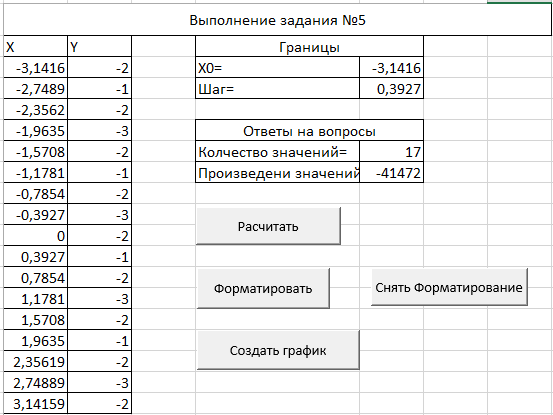 Выполнение задания №5
X Y Границы
-3,1416 -2 X0= -3,1416
-2,7489 -1 Шаг= 0,3927
-2,3562 -2
-1,9635 -3 Ответы на вопросы
-1,5708 -2 Колчество значений= 17
-1,1781 -1 Произведени значений -41472
-0,7854 -2
-0,3927 -3
Расчитать
0 -2
0,3927 -1
0,7854 -2
Форматировать Снять Форматирование
1,1781 -3
1,5708 -2
1,9635 -1
Создать график
2,35619 -2
2,74889 -3
3,14159 -2